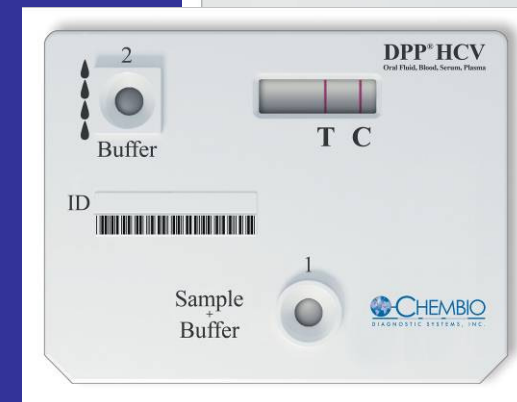 2
Buffer
DPP® HCV
Oral Fluid, Blood, Serum, Plasma
T C
ID
1
Sample
+
Buffer
CHEMBIO
DIAGNOSTIC SYSTEMS, INC.